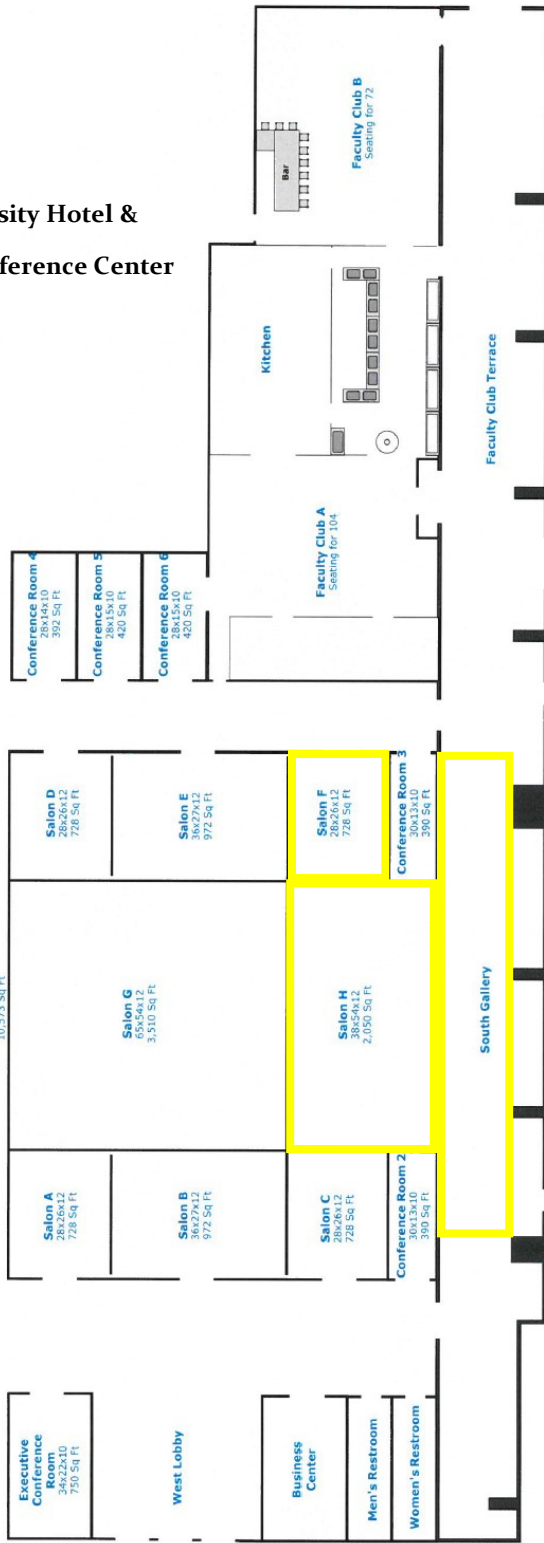 sity Hotel &
ference Center
Faculty Club B
Seating for 72
Bar
Kitchen
Faculty Club Terrace
Faculty Club A
Seating for 104
Conference Room 4
28x14x10
392 Sq Ft
Conference Room 5
28x15x10
420 Sq Ft
Conference Room 6
28x15x10
420 Sq Ft
Salon D
28x26x12
728 Sq Ft
Salon E
36x27x12
972 Sq Ft
Salon F
28x26x12
728 Sq Ft
Conference Room 3
30x13x10
390 Sq Ft
10,573 Sq Ft
Salon G
65x54x12
3,510 Sq Ft
Salon H
38x54x12
2,050 Sq Ft
South Gallery
Salon A
28x26x12
728 Sq Ft
Salon B
36x27x12
972 Sq Ft
Salon C
28x26x12
728 Sq Ft
Conference Room 2
30x13x10
390 Sq Ft
Executive
Conference
Room
34x22x10
750 Sq Ft
West Lobby
Business
Center
Men's Restroom
Women's Restroom